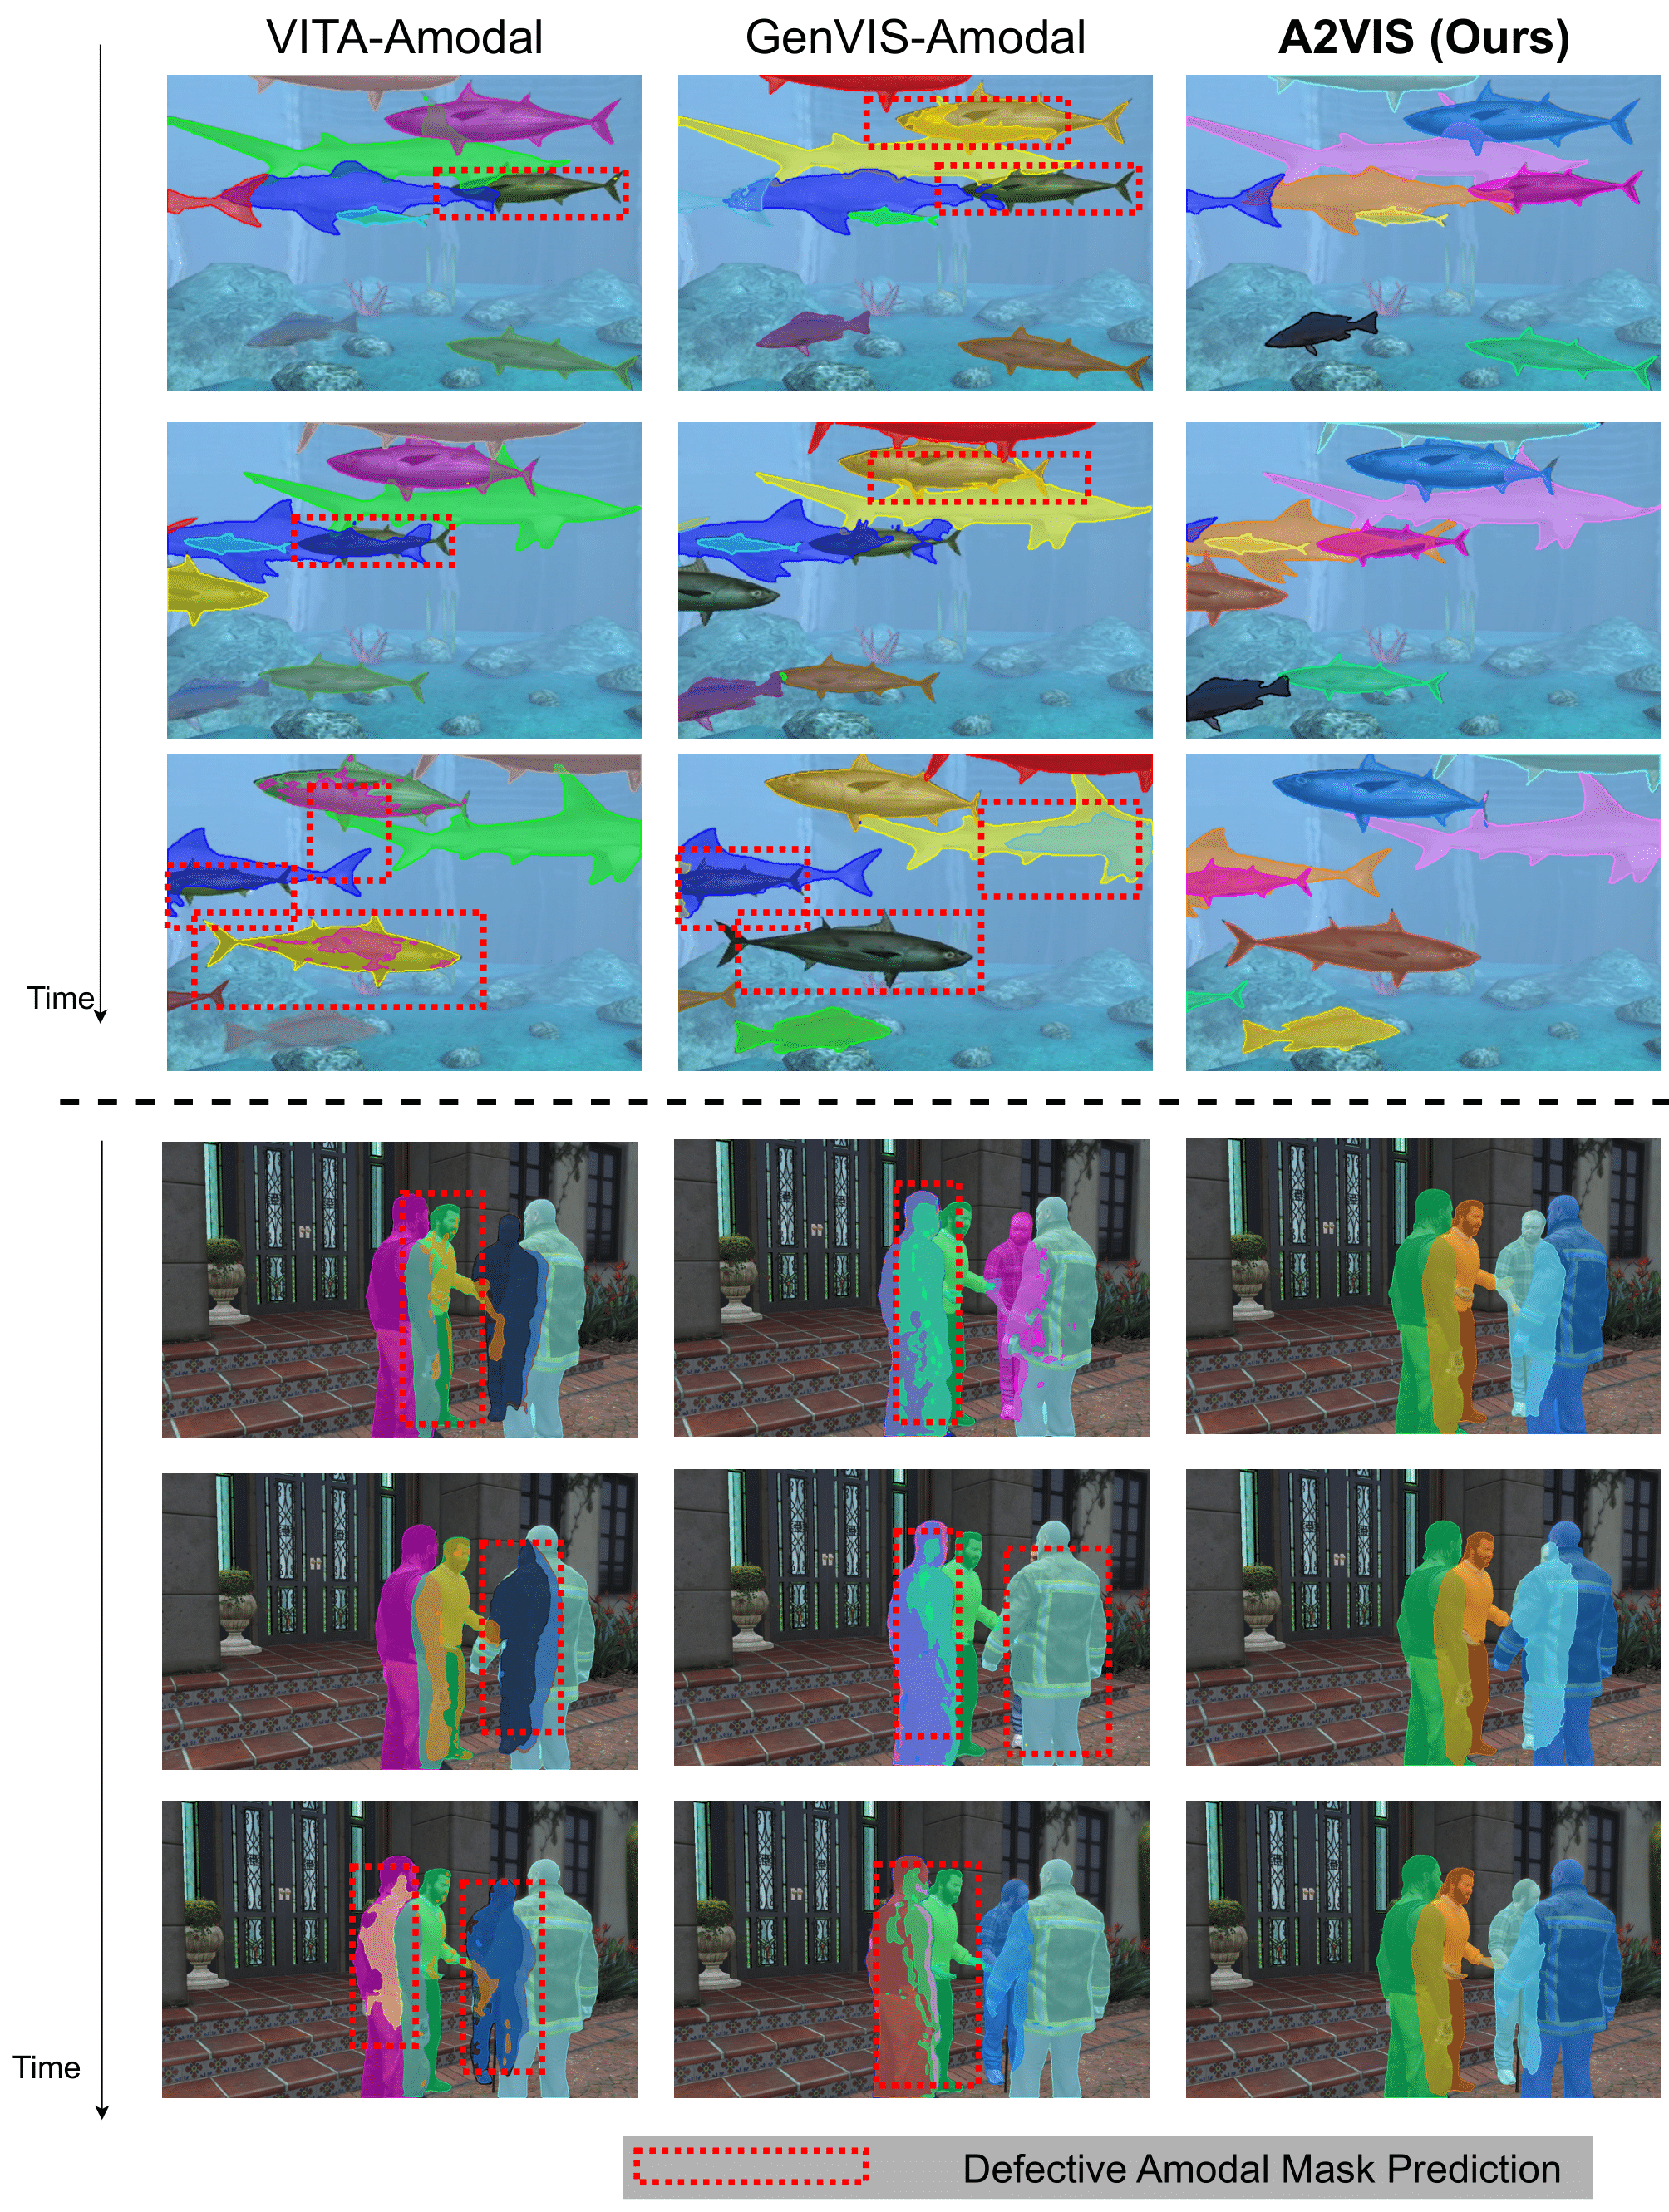 VITA-Amodal
GenVIS-Amodal
A2VIS (Ours)
Time
Time
Defective Amodal Mask Prediction